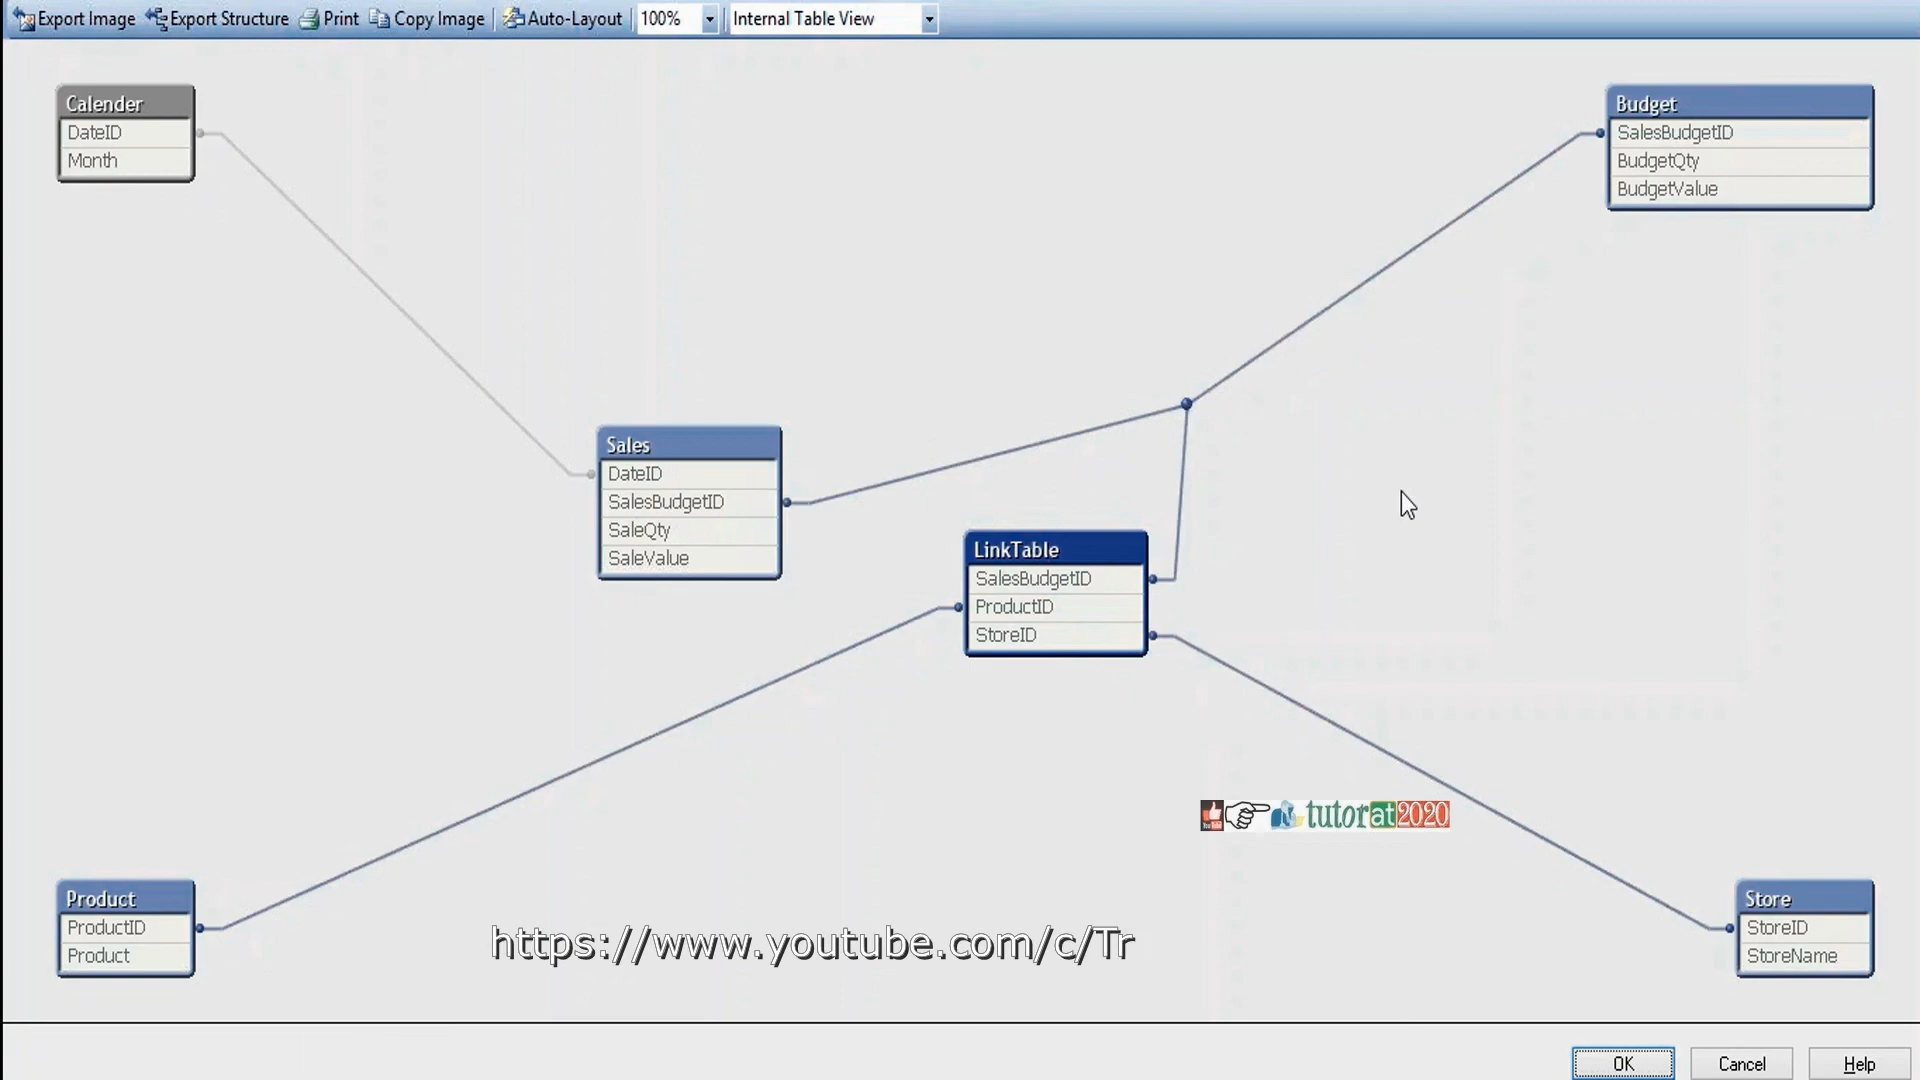 Export Image Export Structure Print Copy Image Auto-Layout 100% Internal Table View
Calender
DateID
Month
Budget
SalesBudgetID
BudgetQty
BudgetValue
Sales
DateID
SalesBudgetID
SaleQty
SaleValue
LinkTable
SalesBudgetID
ProductID
StoreID
tutorat2020
Product
ProductID
Product
Store
StoreID
StoreName
https://www.youtube.com/c/Tr
OK Cancel Help